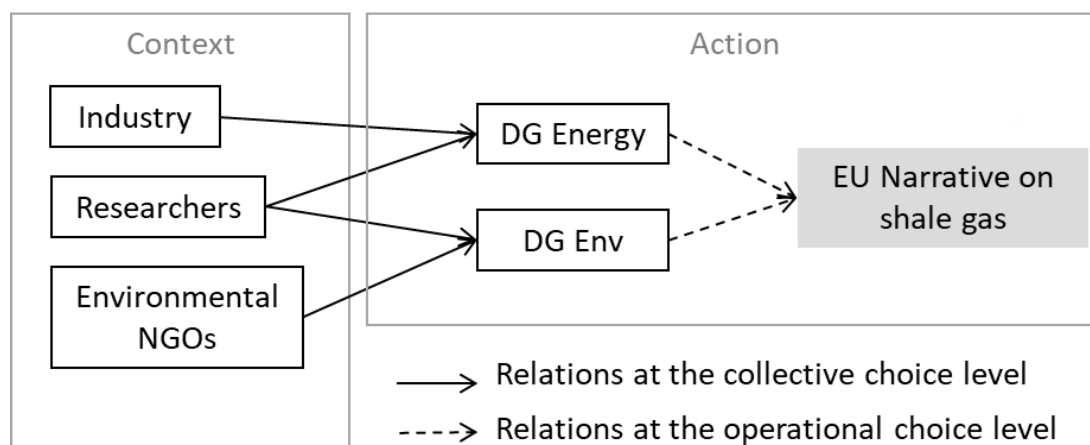 Context
Action
Industry
Researchers
Environmental
NGOs
DG Energy
DG Env
EU Narrative on
shale gas
Relations at the collective choice level
Relations at the operational choice level